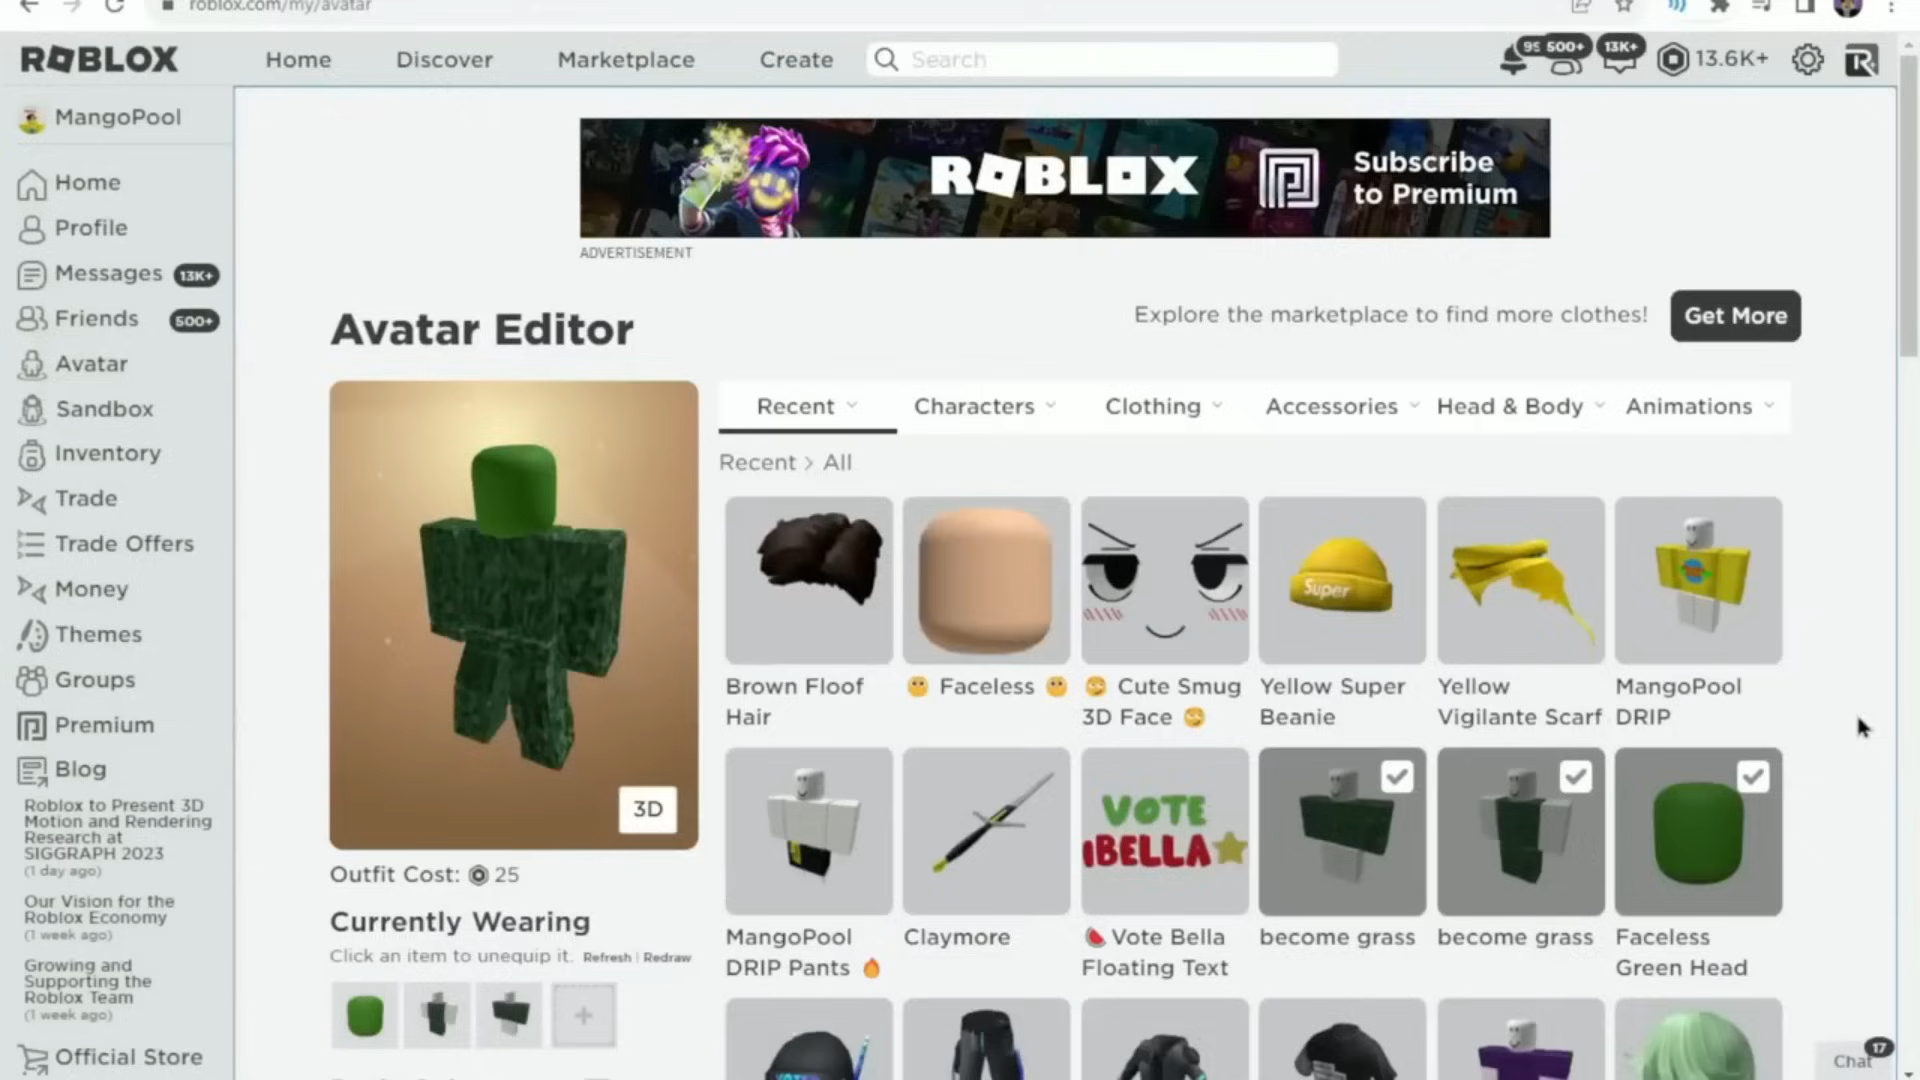 roblox.com/my/avatar
ROBLOX
Home
Discover
Marketplace
Create
Search
500+
13K+
13.6K+
MangoPool
Home
Profile
Messages 13K+
Friends 500+
Avatar
Sandbox
Inventory
Trade
Trade Offers
Money
Themes
Groups
Premium
Blog
Roblox to Present 3D
Motion and Rendering
Research at
SIGGRAPH 2023
(1 day ago)
Our Vision for the
Roblox Economy
(1 week ago)
Growing and
Supporting the
Roblox Team
(1 week ago)
Official Store
ROBLOX
Subscribe
to Premium
ADVERTISEMENT
Avatar Editor
Explore the marketplace to find more clothes!
Get More
3D
Outfit Cost: 25
Currently Wearing
Click an item to unequip it. Refresh | Redraw
Recent
Characters
Clothing
Accessories
Head & Body
Animations
Recent > All
Super
Brown Floof
Hair
Faceless
Cute Smug
3D Face
Yellow Super
Beanie
Yellow
Vigilante Scarf
MangoPool
DRIP
VOTE
IBELLA
MangoPool
DRIP Pants
Claymore
Vote Bella
Floating Text
become grass
become grass
Faceless
Green Head
Chat
17